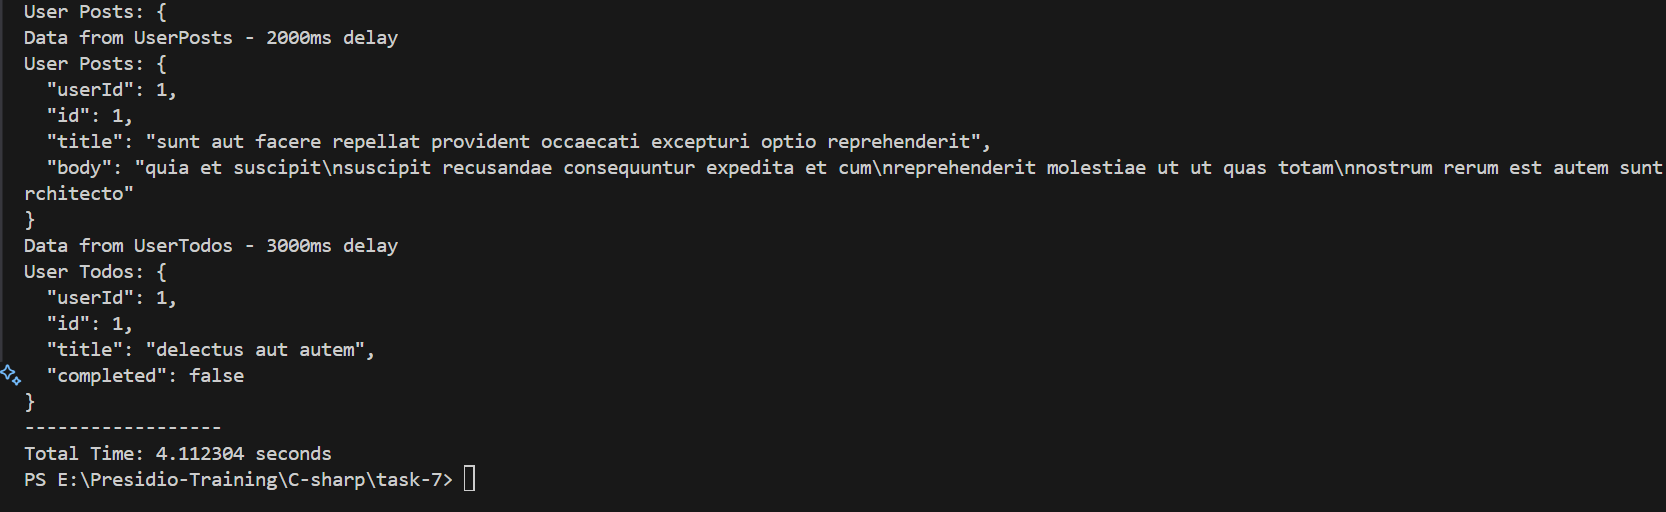 User Posts: {
Data from UserPosts - 2000ms delay
User Posts: {
  "userId": 1,
  "id": 1,
  "title": "sunt aut facere repellat provident occaecati excepturi optio reprehenderit",
  "body": "quia et suscipit\nsuscipit recusandae consequuntur expedita et cum\nreprehenderit molestiae ut ut quas totam\nnostrum rerum est autem sunt
rchitecto"
}
Data from UserTodos - 3000ms delay
User Todos: {
  "userId": 1,
  "id": 1,
  "title": "delectus aut autem",
  "completed": false
}
------------------
Total Time: 4.112304 seconds
PS E:\Presidio-Training\C-sharp\task-7>